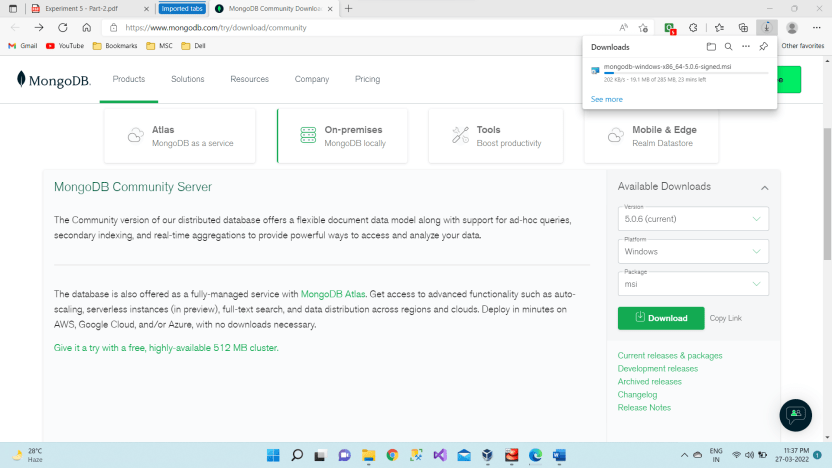 Experiment 5 - Part-2.pdf
Imported tabs
MongoDB Community Downloa
https://www.mongodb.com/try/download/community
Gmail
YouTube
Bookmarks
MSC
Dell
Other favorites
Downloads
mongodb-windows-x86_64-5.0.6-signed.msi
202 KB/s - 19.1 MB of 285 MB, 23 mins left
See more
MongoDB.
Products
Solutions
Resources
Company
Pricing
Atlas
MongoDB as a service
On-premises
MongoDB locally
Tools
Boost productivity
Mobile & Edge
Realm Datastore
MongoDB Community Server
The Community version of our distributed database offers a flexible document data model along with support for ad-hoc queries,
secondary indexing, and real-time aggregations to provide powerful ways to access and analyze your data.
The database is also offered as a fully-managed service with MongoDB Atlas. Get access to advanced functionality such as auto-
scaling, serverless instances (in preview), full-text search, and data distribution across regions and clouds. Deploy in minutes on
AWS, Google Cloud, and/or Azure, with no downloads necessary.
Give it a try with a free, highly-available 512 MB cluster.
Available Downloads
Version
5.0.6 (current)
Platform
Windows
Package
msi
Download
Copy Link
Current releases & packages
Development releases
Archived releases
Changelog
Release Notes
28°C
Haze
ENG
IN
11:37 PM
27-03-2022